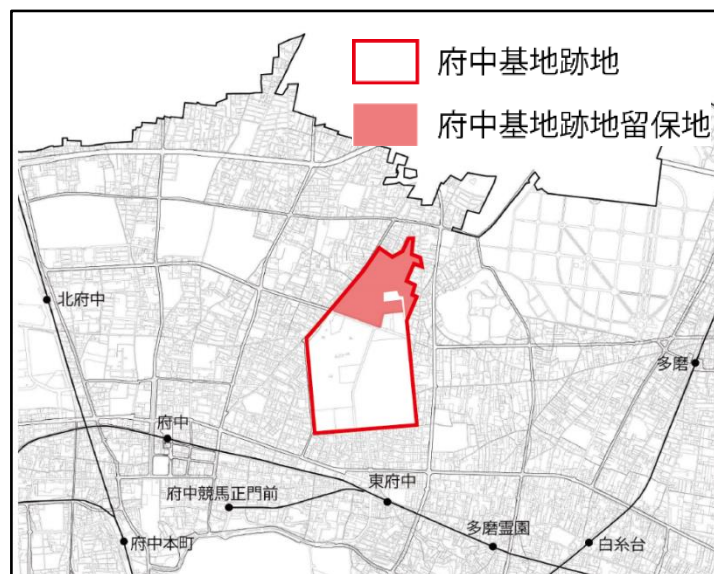 府中基地跡地
府中基地跡地留保地
北府中
多磨
府中
府中競馬正門前
東府中
府中本町
多磨霊園
白糸台